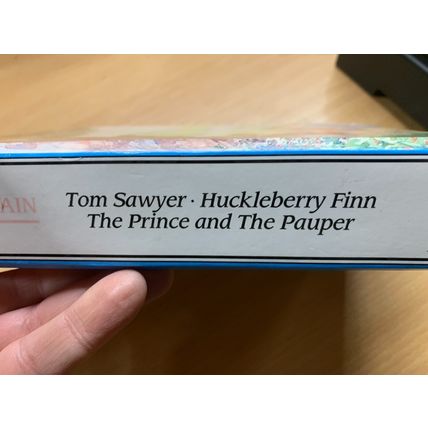 AIN
Tom Sawyer · Huckleberry Finn
The Prince and The Pauper